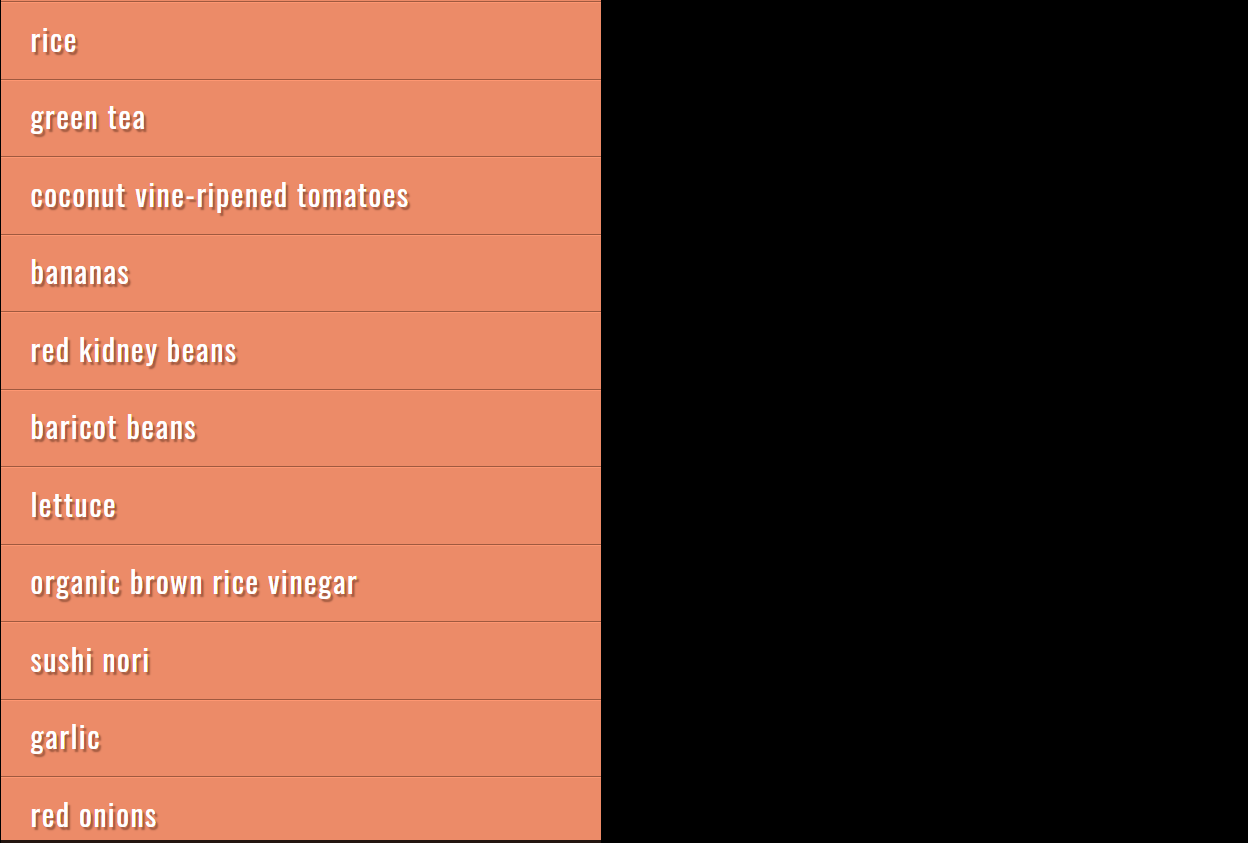 rice
green tea
coconut vine-ripened tomatoes
bananas
red kidney beans
baricot beans
lettuce
organic brown rice vinegar
sushi nori
garlic
red onions